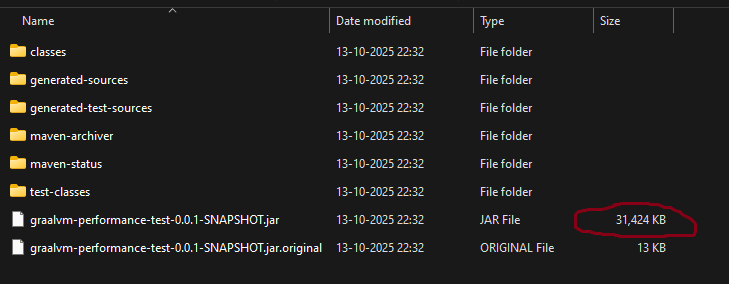 Name Date modified Type Size
classes 13-10-2025 22:32 File folder
generated-sources 13-10-2025 22:32 File folder
generated-test-sources 13-10-2025 22:32 File folder
maven-archiver 13-10-2025 22:32 File folder
maven-status 13-10-2025 22:32 File folder
test-classes 13-10-2025 22:32 File folder
graalvm-performance-test-0.0.1-SNAPSHOT.jar 13-10-2025 22:32 JAR File 31,424 KB
graalvm-performance-test-0.0.1-SNAPSHOT.jar.original 13-10-2025 22:32 ORIGINAL File 13 KB